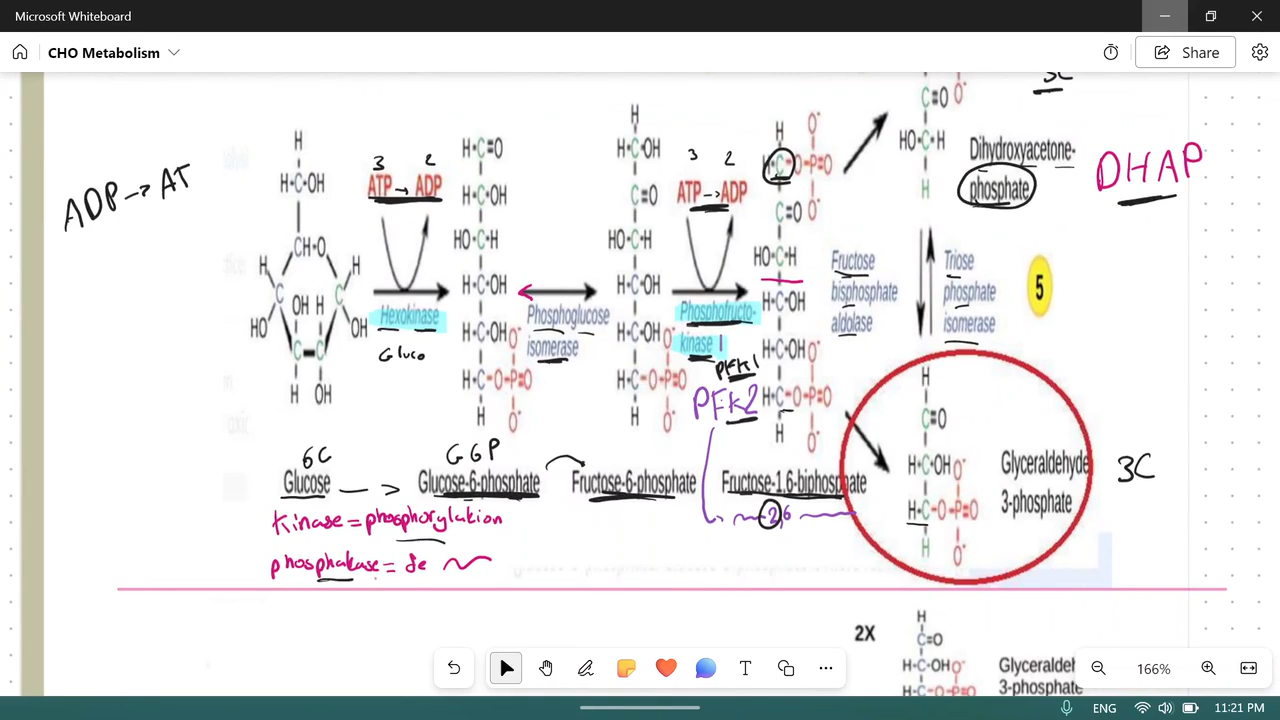 Microsoft Whiteboard
CHO Metabolism
Share
3C
Dihydroxyacetone-
phosphate
DHAP
ADP → AT
3 2
ATP → ADP
3 2
ATP → ADP
Hexokinase
Gluco
Phosphoglucose
isomerase
Phosphofructo-
kinase 1
PFK1
PFK2
Fructose
bisphosphate
aldolase
Triose
phosphate
isomerase
5
Glyceraldehyde
3-phosphate
3C
6C
G6P
Glucose
Glucose-6-phosphate
Fructose-6-phosphate
Fructose-1,6-biphosphate
2,6
Kinase = phosphorylation
phosphatase = de
2X
Glyceraldeh
3-phosphate
166%
ENG
11:21 PM